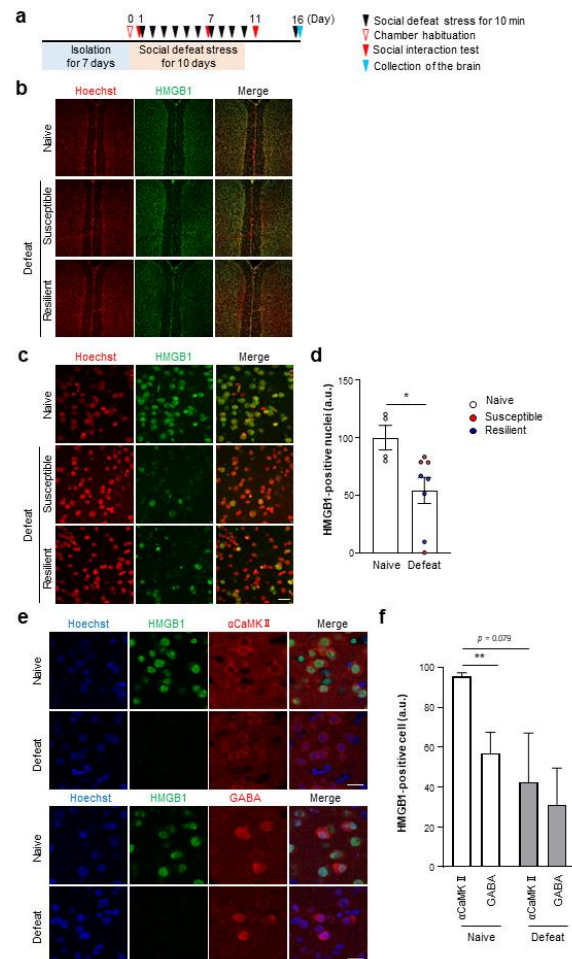 a
0 1 7 11 16 (Day)
Isolation for 7 days
Social defeat stress for 10 days
Social defeat stress for 10 min
Chamber habituation
Social interaction test
Collection of the brain
b
Hoechst HMGB1 Merge
Naive
Defeat
Susceptible
Resilient
c
Hoechst HMGB1 Merge
Naive
Defeat
Susceptible
Resilient
d
HMGB1-positive nuclei (a.u.)
150
100
50
0
*
Naive Defeat
Naive
Susceptible
Resilient
e
Hoechst HMGB1 αCaMKⅡ Merge
Naive
Defeat
Hoechst HMGB1 GABA Merge
Naive
Defeat
f
p = 0.079
**
HMGB1-positive cell (a.u.)
100
80
60
40
20
0
αCaMKⅡ GABA αCaMKⅡ GABA
Naive Defeat